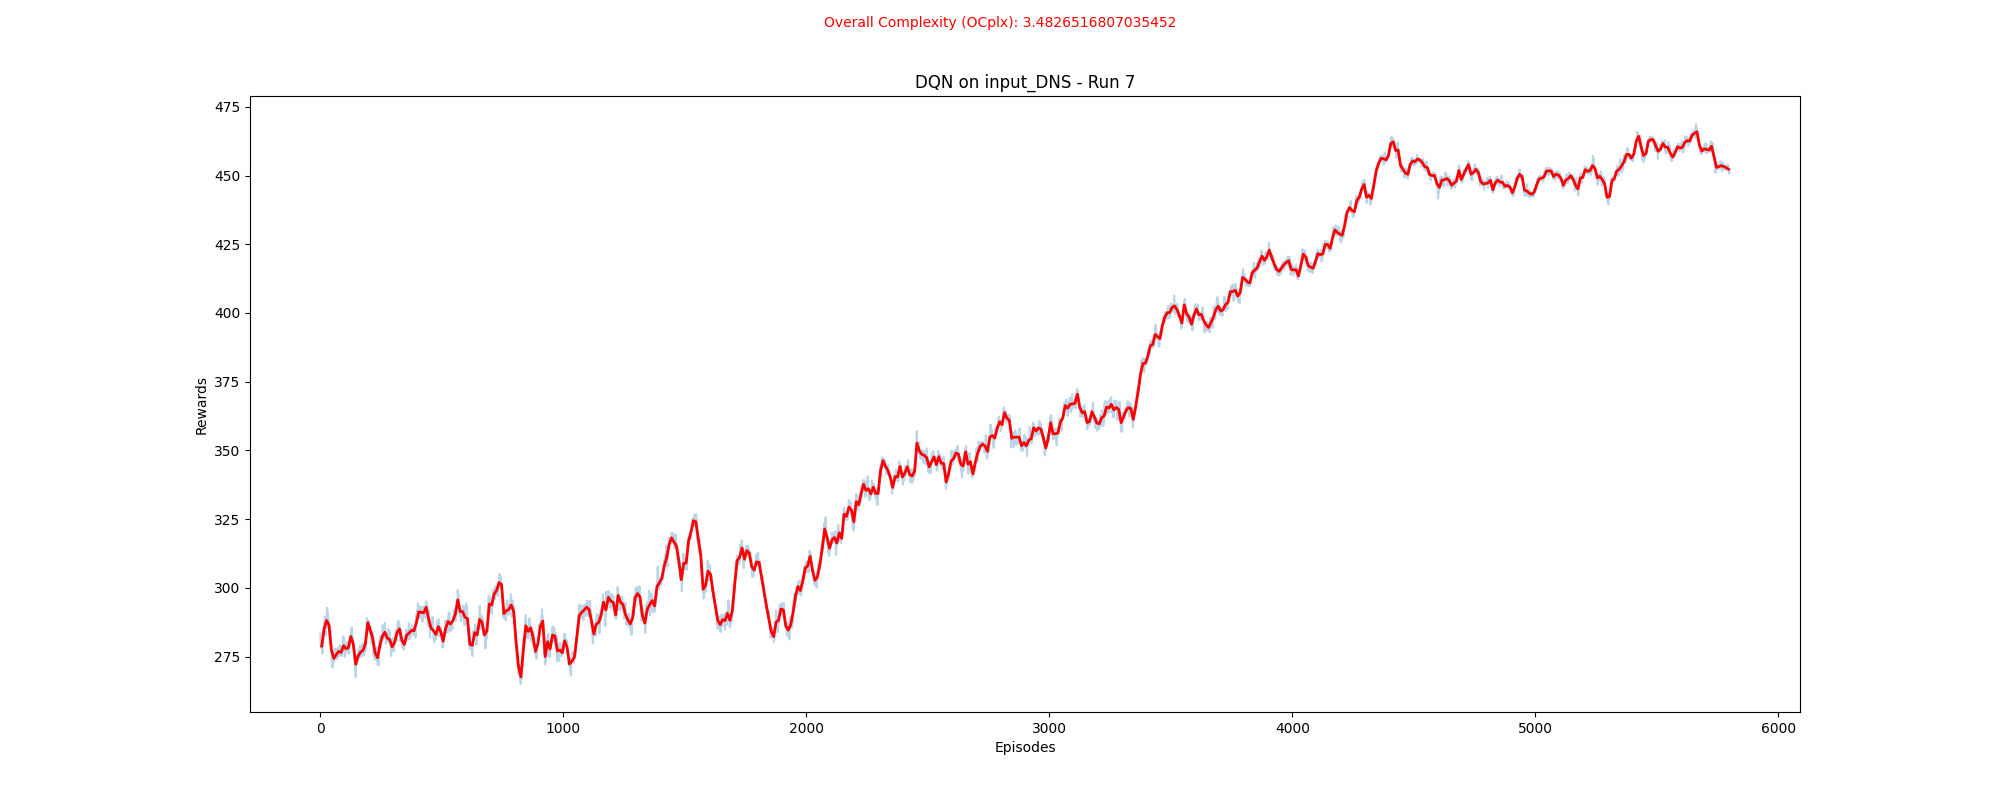 Overall Complexity (OCplx): 3.4826516807035452
DQN on input_DNS - Run 7
475
450
425
400
375
350
325
300
275
Rewards
0 1000 2000 3000 4000 5000 6000
Episodes